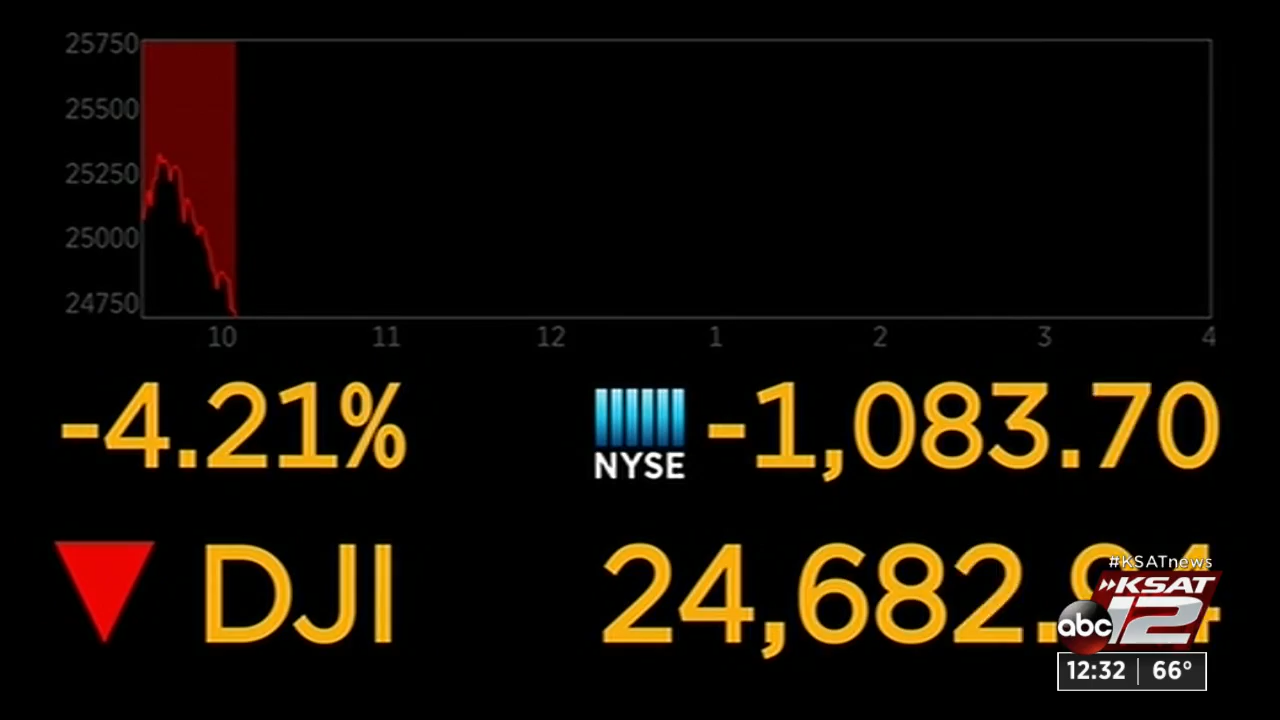 25750
25500
25250
25000
24750
10 11 12 1 2 3 4
-4.21% NYSE -1,083.70
DJI 24,682.94
#KSATnews
KSAT
abc 12
12:32 66°